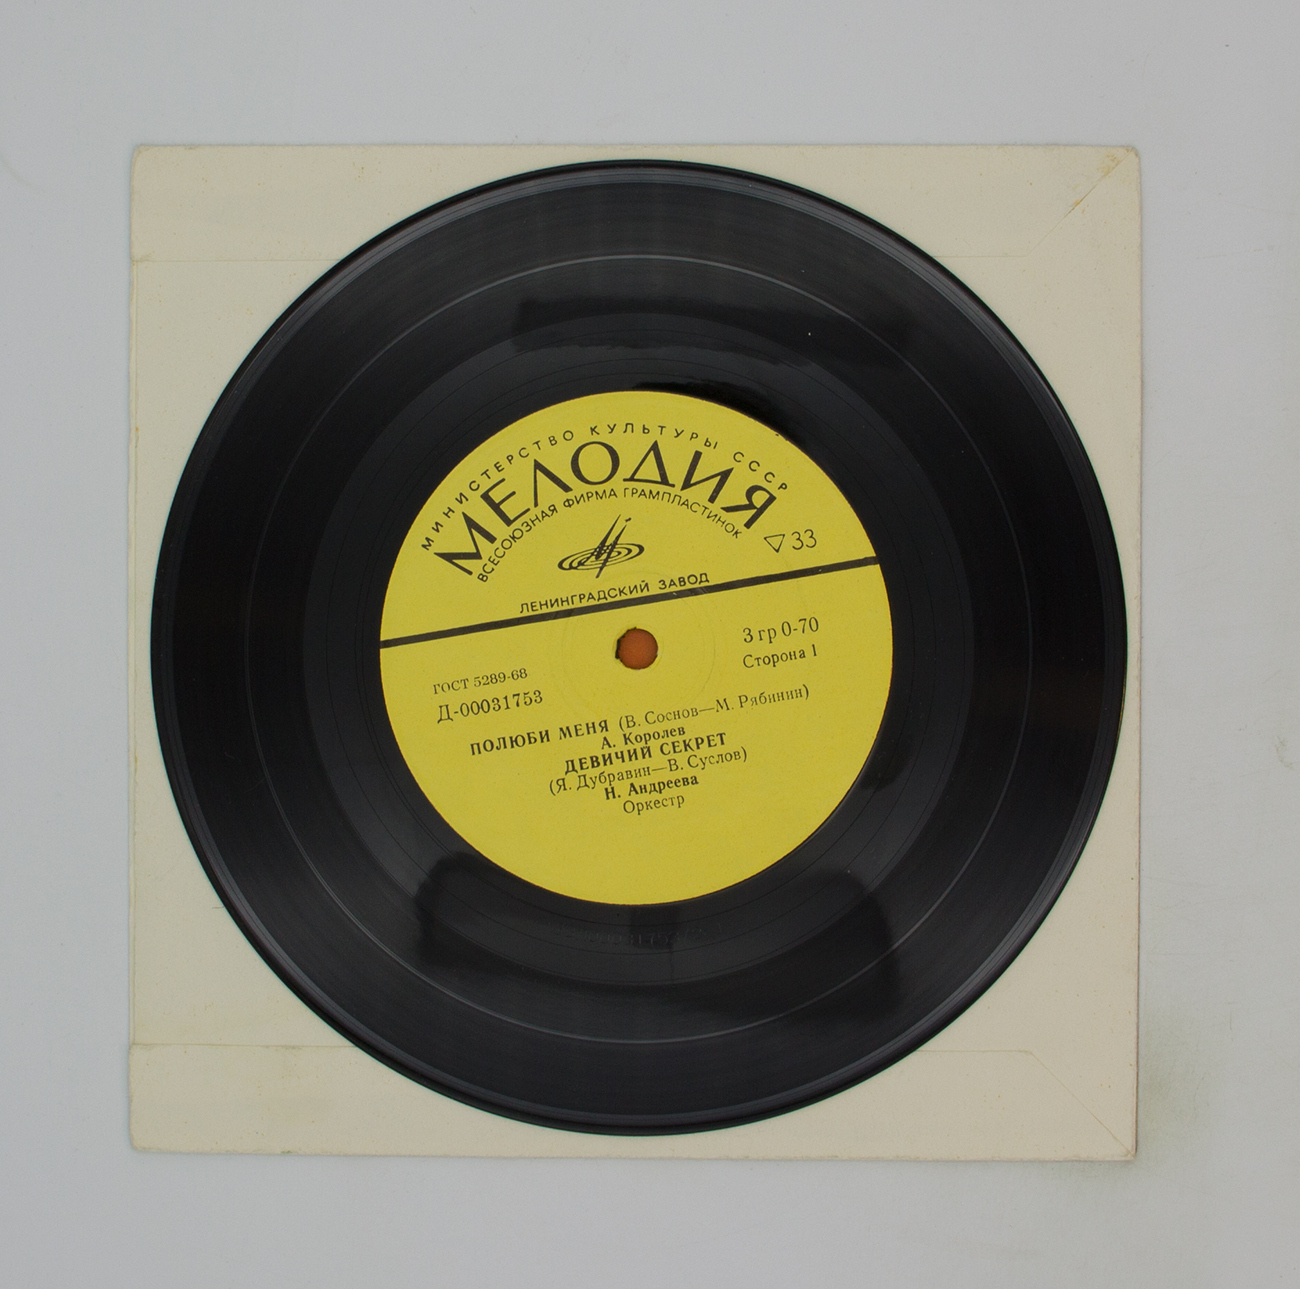 МИНИСТЕРСТВО КУЛЬТУРЫ СССР
МЕЛОДИЯ
ВСЕСОЮЗНАЯ ФИРМА ГРАМПЛАСТИНОК
33
ЛЕНИНГРАДСКИЙ ЗАВОД
3 гр 0-70
Сторона 1
ГОСТ 5289-68
Д-00031753
ПОЛЮБИ МЕНЯ (В. Соснов—М. Рябинин)
А. Королев
ДЕВИЧИЙ СЕКРЕТ
(Я. Дубравин—В. Суслов)
Н. Андреева
Оркестр